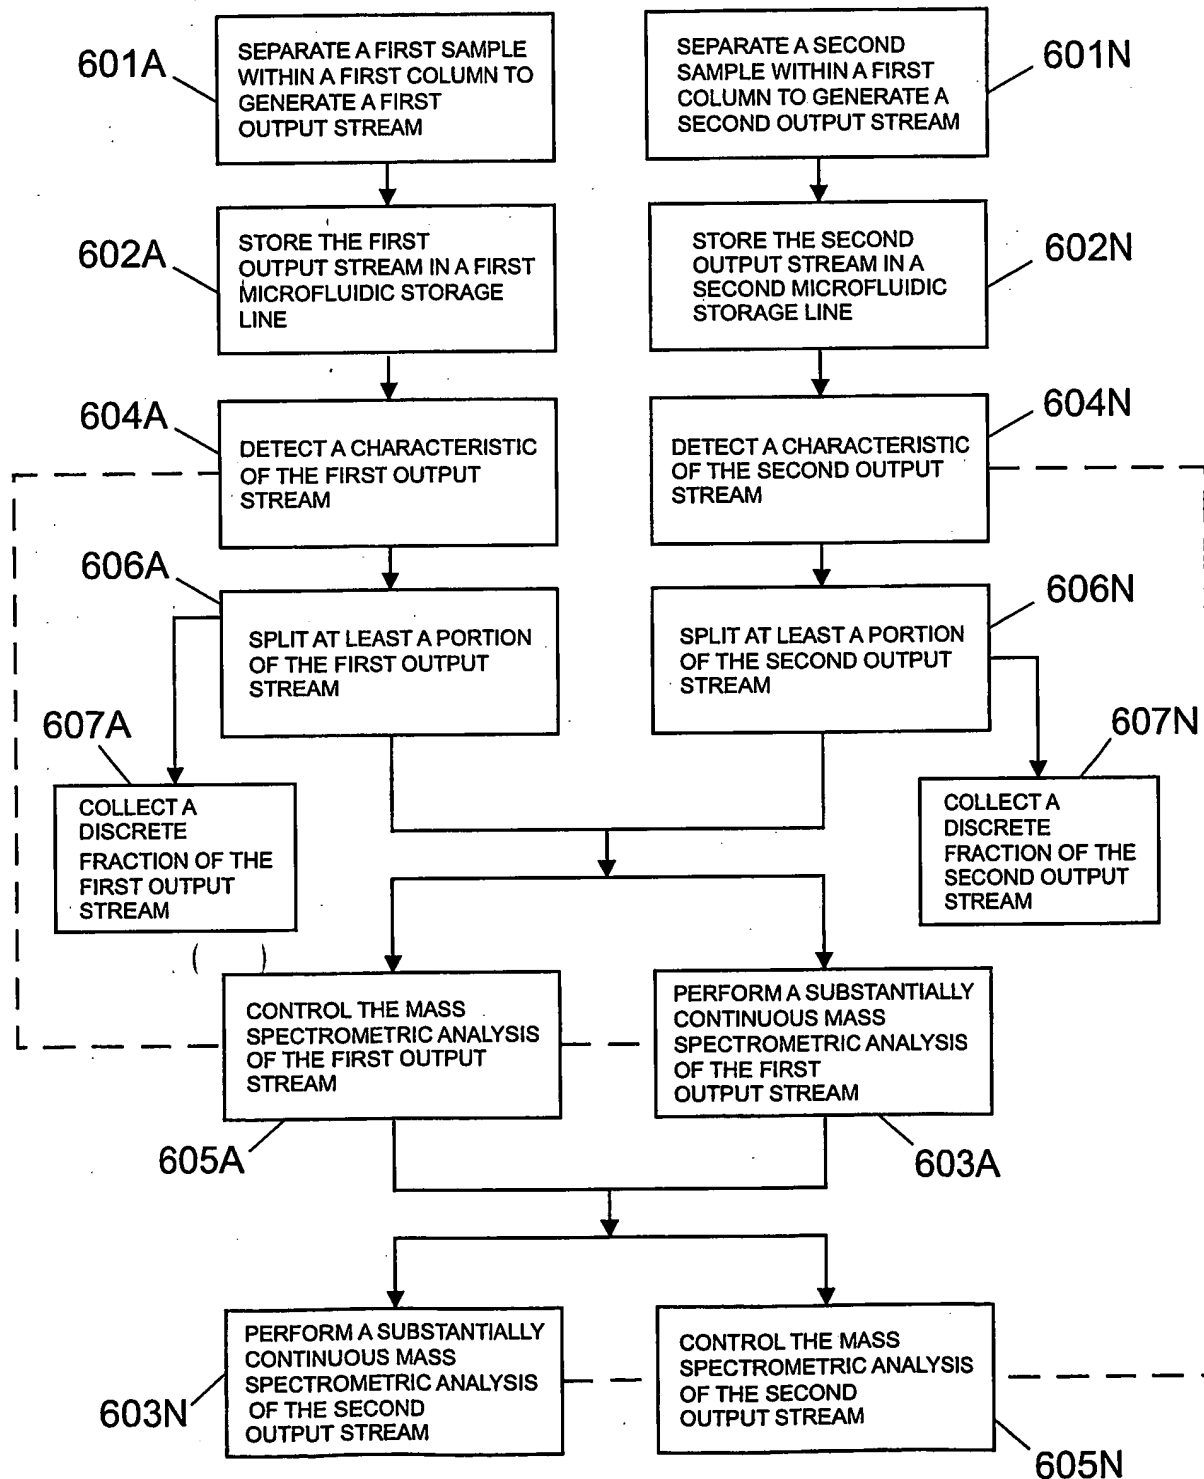 601A
SEPARATE A FIRST SAMPLE
WITHIN A FIRST COLUMN TO
GENERATE A FIRST
OUTPUT STREAM
SEPARATE A SECOND
SAMPLE WITHIN A FIRST
COLUMN TO GENERATE A
SECOND OUTPUT STREAM
601N
602A
STORE THE FIRST
OUTPUT STREAM IN A FIRST
MICROFLUIDIC STORAGE
LINE
STORE THE SECOND
OUTPUT STREAM IN A
SECOND MICROFLUIDIC
STORAGE LINE
602N
604A
DETECT A CHARACTERISTIC
OF THE FIRST OUTPUT
STREAM
DETECT A CHARACTERISTIC
OF THE SECOND OUTPUT
STREAM
604N
606A
SPLIT AT LEAST A PORTION
OF THE FIRST OUTPUT
STREAM
SPLIT AT LEAST A PORTION
OF THE SECOND OUTPUT
STREAM
606N
607A
COLLECT A
DISCRETE
FRACTION OF THE
FIRST OUTPUT
STREAM
607N
COLLECT A
DISCRETE
FRACTION OF THE
SECOND OUTPUT
STREAM
( )
CONTROL THE MASS
SPECTROMETRIC ANALYSIS
OF THE FIRST OUTPUT
STREAM
605A
PERFORM A SUBSTANTIALLY
CONTINUOUS MASS
SPECTROMETRIC ANALYSIS
OF THE FIRST
OUTPUT STREAM
603A
603N
PERFORM A SUBSTANTIALLY
CONTINUOUS MASS
SPECTROMETRIC ANALYSIS
OF THE SECOND
OUTPUT STREAM
CONTROL THE MASS
SPECTROMETRIC ANALYSIS
OF THE SECOND
OUTPUT STREAM
605N